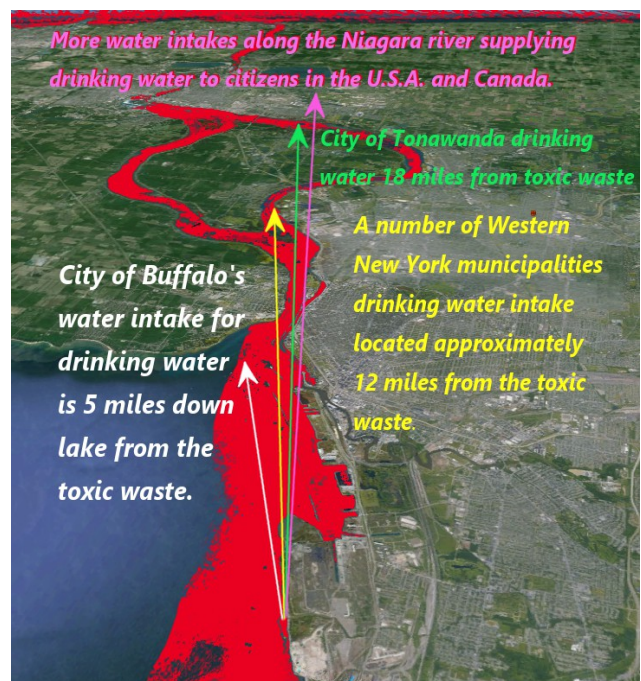 More water intakes along the Niagara river supplying
drinking water to citizens in the U.S.A. and Canada.
City of Tonawanda drinking
water 18 miles from toxic waste
A number of Western
New York municipalities
drinking water intake
located approximately
12 miles from the toxic
waste.
City of Buffalo's
water intake for
drinking water
is 5 miles down
lake from the
toxic waste.